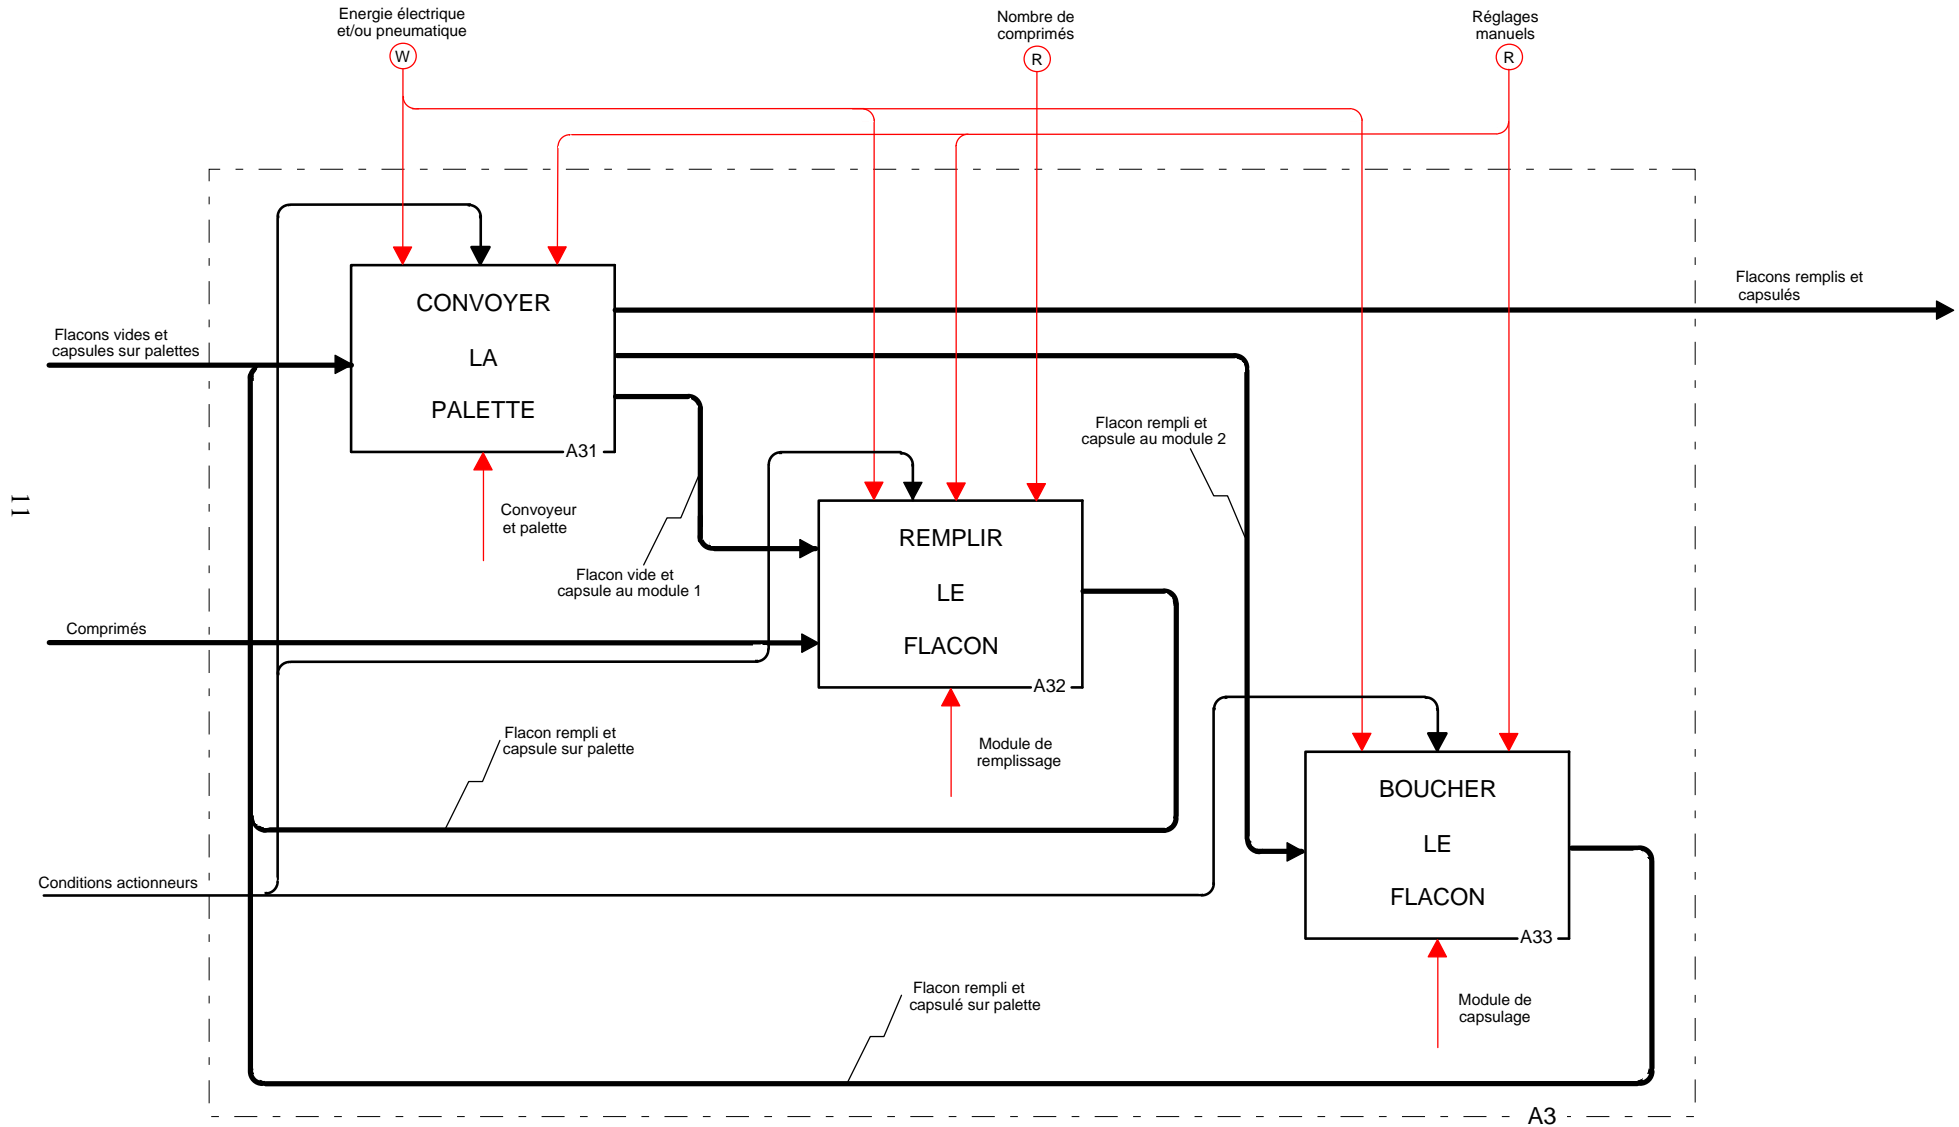 Energie électrique
et/ou pneumatique
W
Nombre de
comprimés
R
Réglages
manuels
R
Flacons vides et
capsules sur palettes
CONVOYER
LA
PALETTE
A31
Flacons remplis et
capsulés
Convoyeur
et palette
Flacon vide et
capsule au module 1
Flacon rempli et
capsule au module 2
11
REMPLIR
LE
FLACON
A32
Comprimés
Module de
remplissage
Flacon rempli et
capsule sur palette
BOUCHER
LE
FLACON
A33
Conditions actionneurs
Flacon rempli et
capsulé sur palette
Module de
capsulage
A3